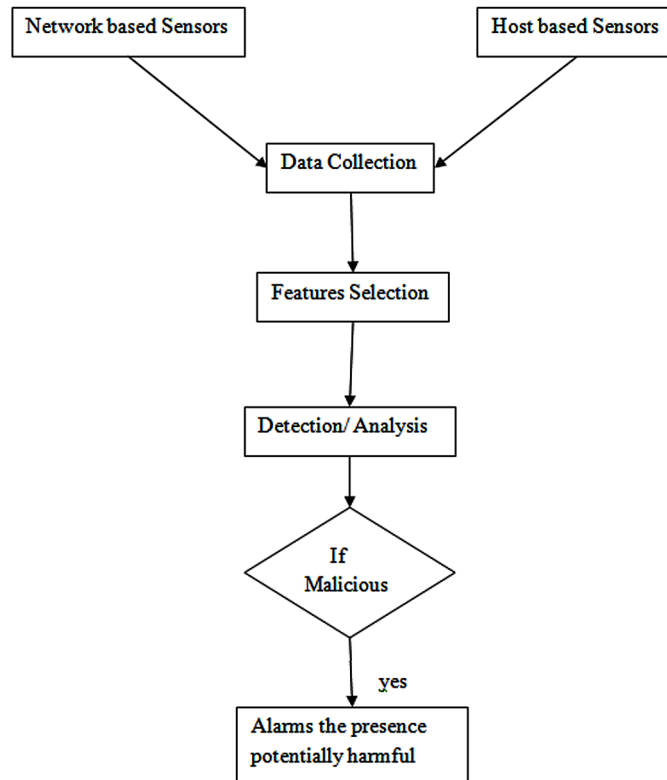 Network based Sensors
Host based Sensors
Data Collection
Features Selection
Detection/ Analysis
If
Malicious
yes
Alarms the presence
potentially harmful